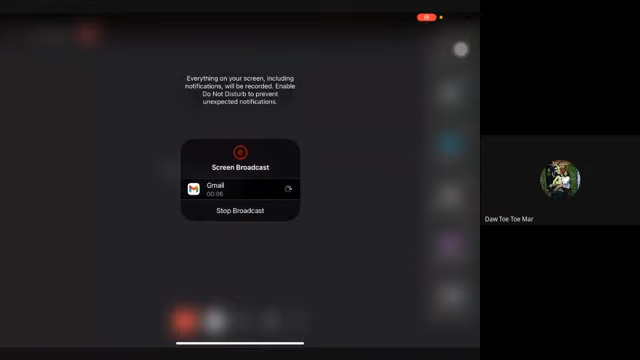 Everything on your screen, including
notifications, will be recorded. Enable
Do Not Disturb to prevent
unexpected notifications.
Screen Broadcast
Gmail
00:06
Stop Broadcast
Daw Toe Toe Mar